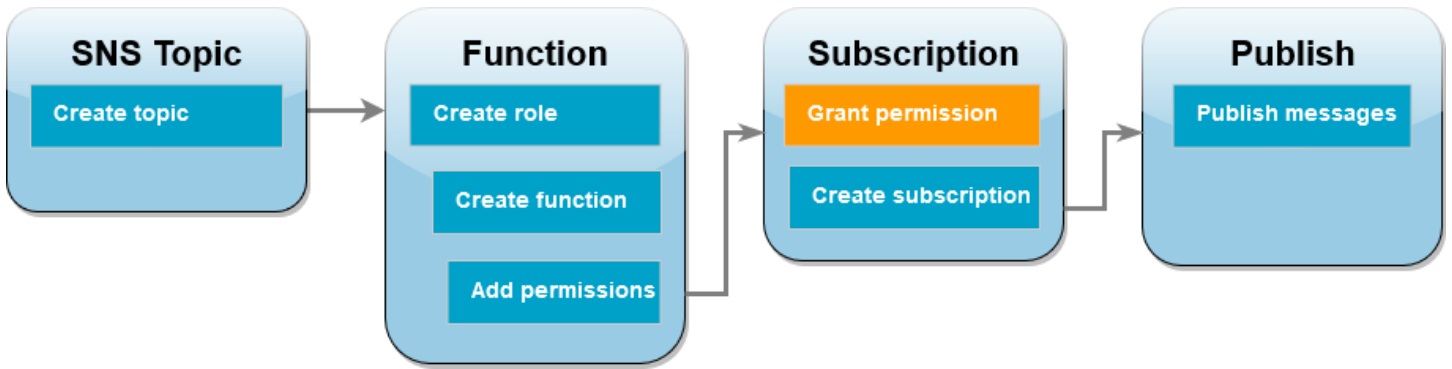 SNS Topic
Create topic
Function
Create role
Create function
Add permissions
Subscription
Grant permission
Create subscription
Publish
Publish messages